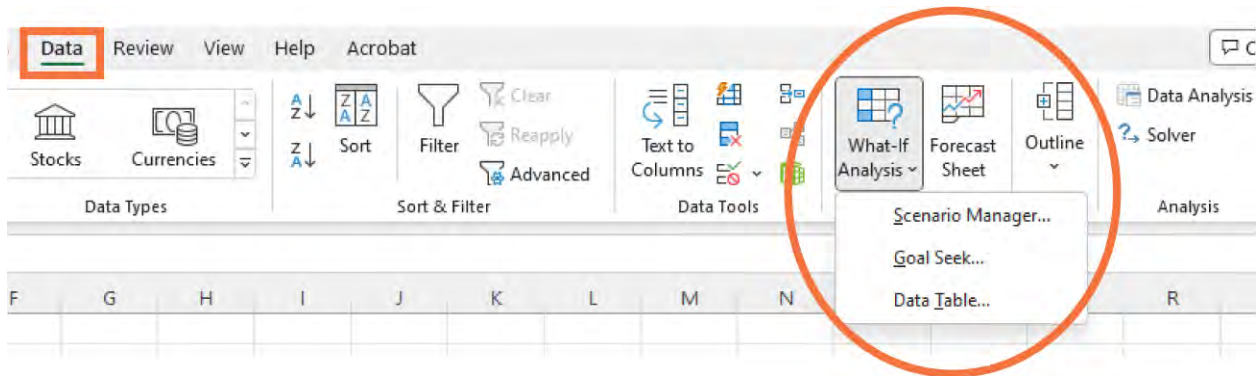 Data Review View Help Acrobat
Stocks
Currencies
Sort
Filter
Clear
Reapply
Advanced
Text to
Columns
What-If
Analysis
Forecast
Sheet
Outline
Data Analysis
Solver
Data Types
Sort & Filter
Data Tools
Analysis
Scenario Manager...
Goal Seek...
Data Table...
F G H I J K L M N R